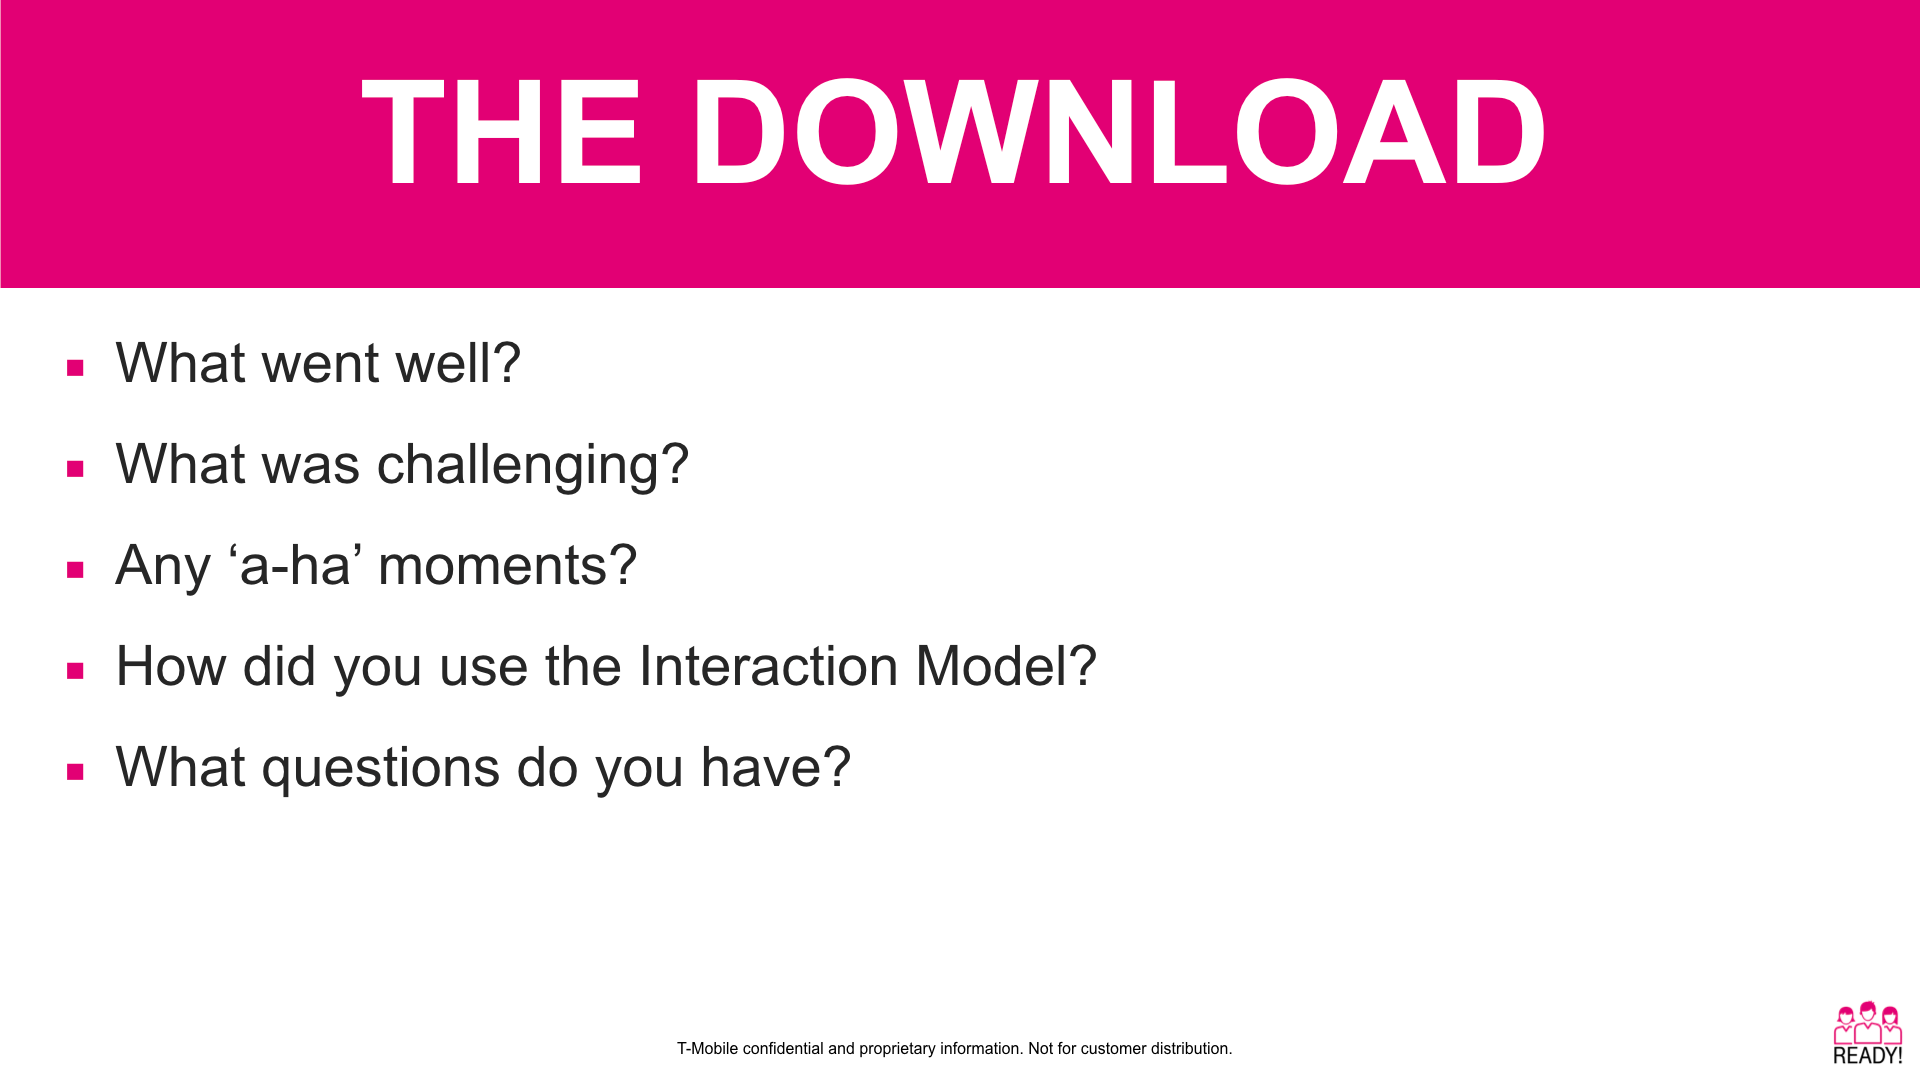 THE DOWNLOAD
What went well?
What was challenging?
Any ‘a-ha’ moments?
How did you use the Interaction Model?
What questions do you have?
T-Mobile confidential and proprietary information. Not for customer distribution.
READY!